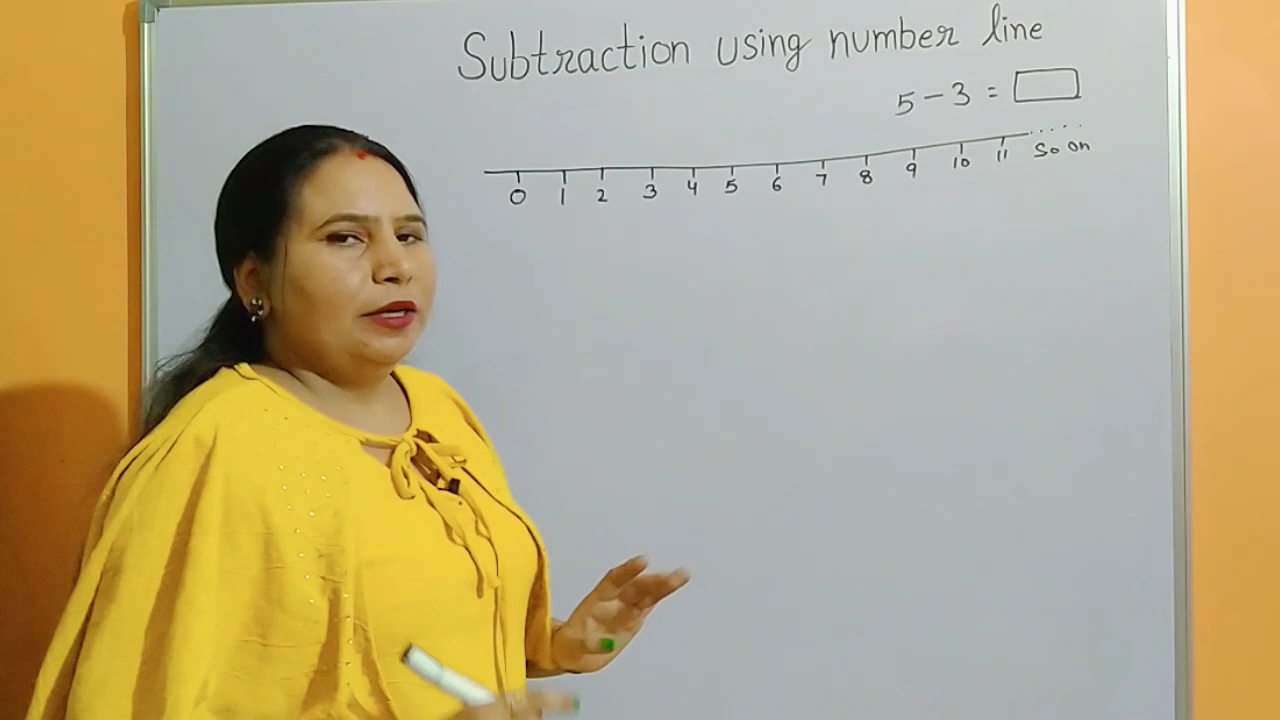 Subtraction using number line
5 - 3 =
0 1 2 3 4 5 6 7 8 9 10 11 ..... So on